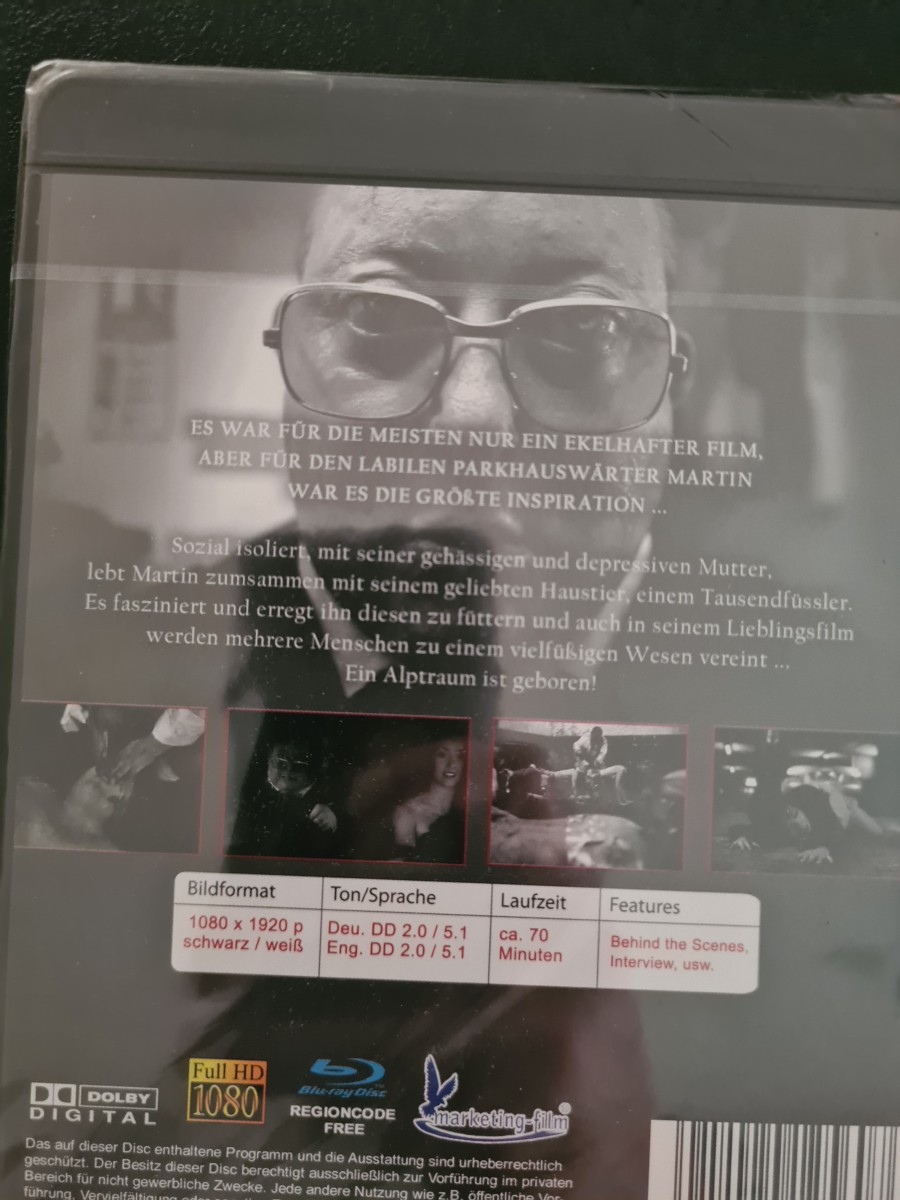 ES WAR FÜR DIE MEISTEN NUR EIN EKELHAFTER FILM,
ABER FÜR DEN LABILEN PARKHAUSWÄRTER MARTIN
WAR ES DIE GRÖßTE INSPIRATION ...
Sozial isoliert, mit seiner gehässigen und depressiven Mutter,
lebt Martin zumsammen mit seinem geliebten Haustier, einem Tausendfüssler.
Es fasziniert und erregt ihn diesen zu füttern und auch in seinem Lieblingsfilm
werden mehrere Menschen zu einem vielfüßigen Wesen vereint ...
Ein Alptraum ist geboren!
Bildformat
1080 x 1920 p
schwarz / weiß
Ton/Sprache
Deu. DD 2.0 / 5.1
Eng. DD 2.0 / 5.1
Laufzeit
ca. 70
Minuten
Features
Behind the Scenes,
Interview, usw.
DOLBY
DIGITAL
Full HD
1080
Blu-ray Disc
REGIONCODE
FREE
marketing-film
Das auf dieser Disc enthaltene Programm und die Ausstattung sind urheberrechtlich
geschützt. Der Besitz dieser Disc berechtigt ausschließlich zur Vorführung im privaten
Bereich für nicht gewerbliche Zwecke. Jede andere Nutzung wie z.B. öffentliche Vor-
führung, Vervielfältigung oder